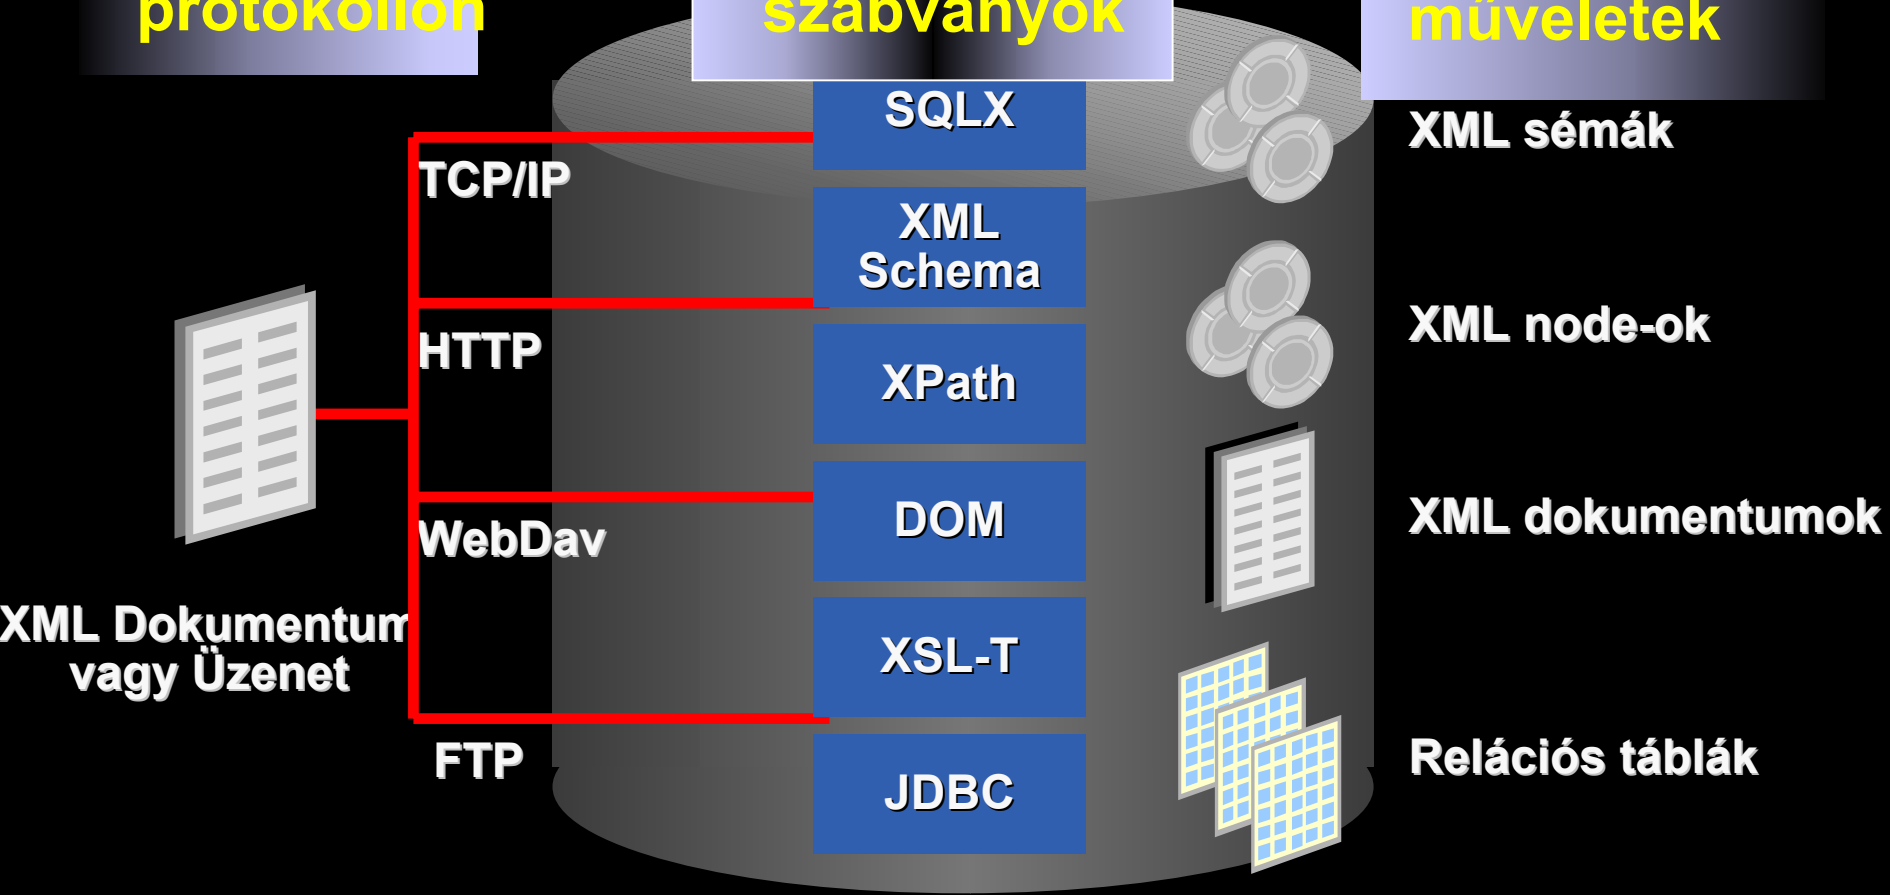 protokollon
szabványok
műveletek
SQLX
XML sémák
TCP/IP
XML
Schema
HTTP
XML node-ok
XPath
DOM
XML dokumentumok
WebDav
XML Dokumentum
vagy Üzenet
XSL-T
FTP
JDBC
Relációs táblák